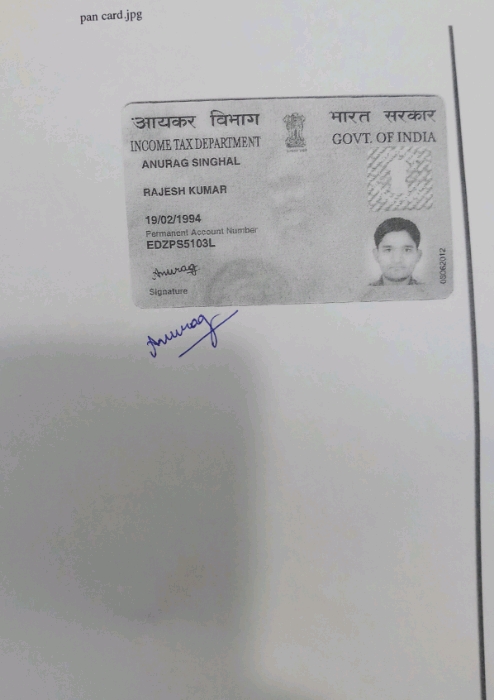 pan card.jpg
आयकर विभाग
INCOME TAX DEPARTMENT
भारत सरकार
GOVT. OF INDIA
ANURAG SINGHAL
RAJESH KUMAR
19/02/1994
Permanent Account Number
EDZPS5103L
Anurag
Signature
05062012
Anurag